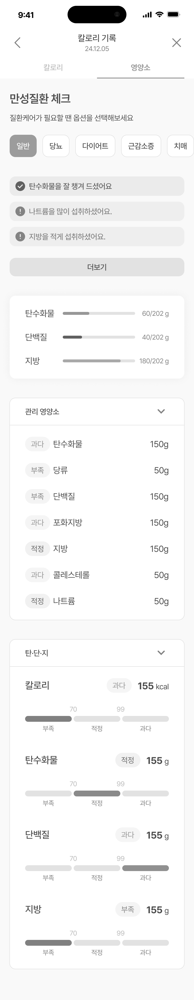 9:41
칼로리 기록
24.12.05
칼로리 영양소
만성질환 체크
질환케어가 필요할 땐 옵션을 선택해보세요
일반 당뇨 다이어트 근감소증 치매
탄수화물을 잘 챙겨 드셨어요
나트륨을 많이 섭취하셨어요.
지방을 적게 섭취하셨어요.
더보기
탄수화물 60/202 g
단백질 40/202 g
지방 180/202 g
관리 영양소
과다 탄수화물 150g
부족 당류 50g
부족 단백질 150g
과다 포화지방 150g
적정 지방 150g
과다 콜레스테롤 50g
적정 나트륨 50g
탄·단·지
칼로리 과다 155 kcal
70 99
부족 적정 과다
탄수화물 적정 155 g
70 99
부족 적정 과다
단백질 과다 155 g
70 99
부족 적정 과다
지방 부족 155 g
70 99
부족 적정 과다